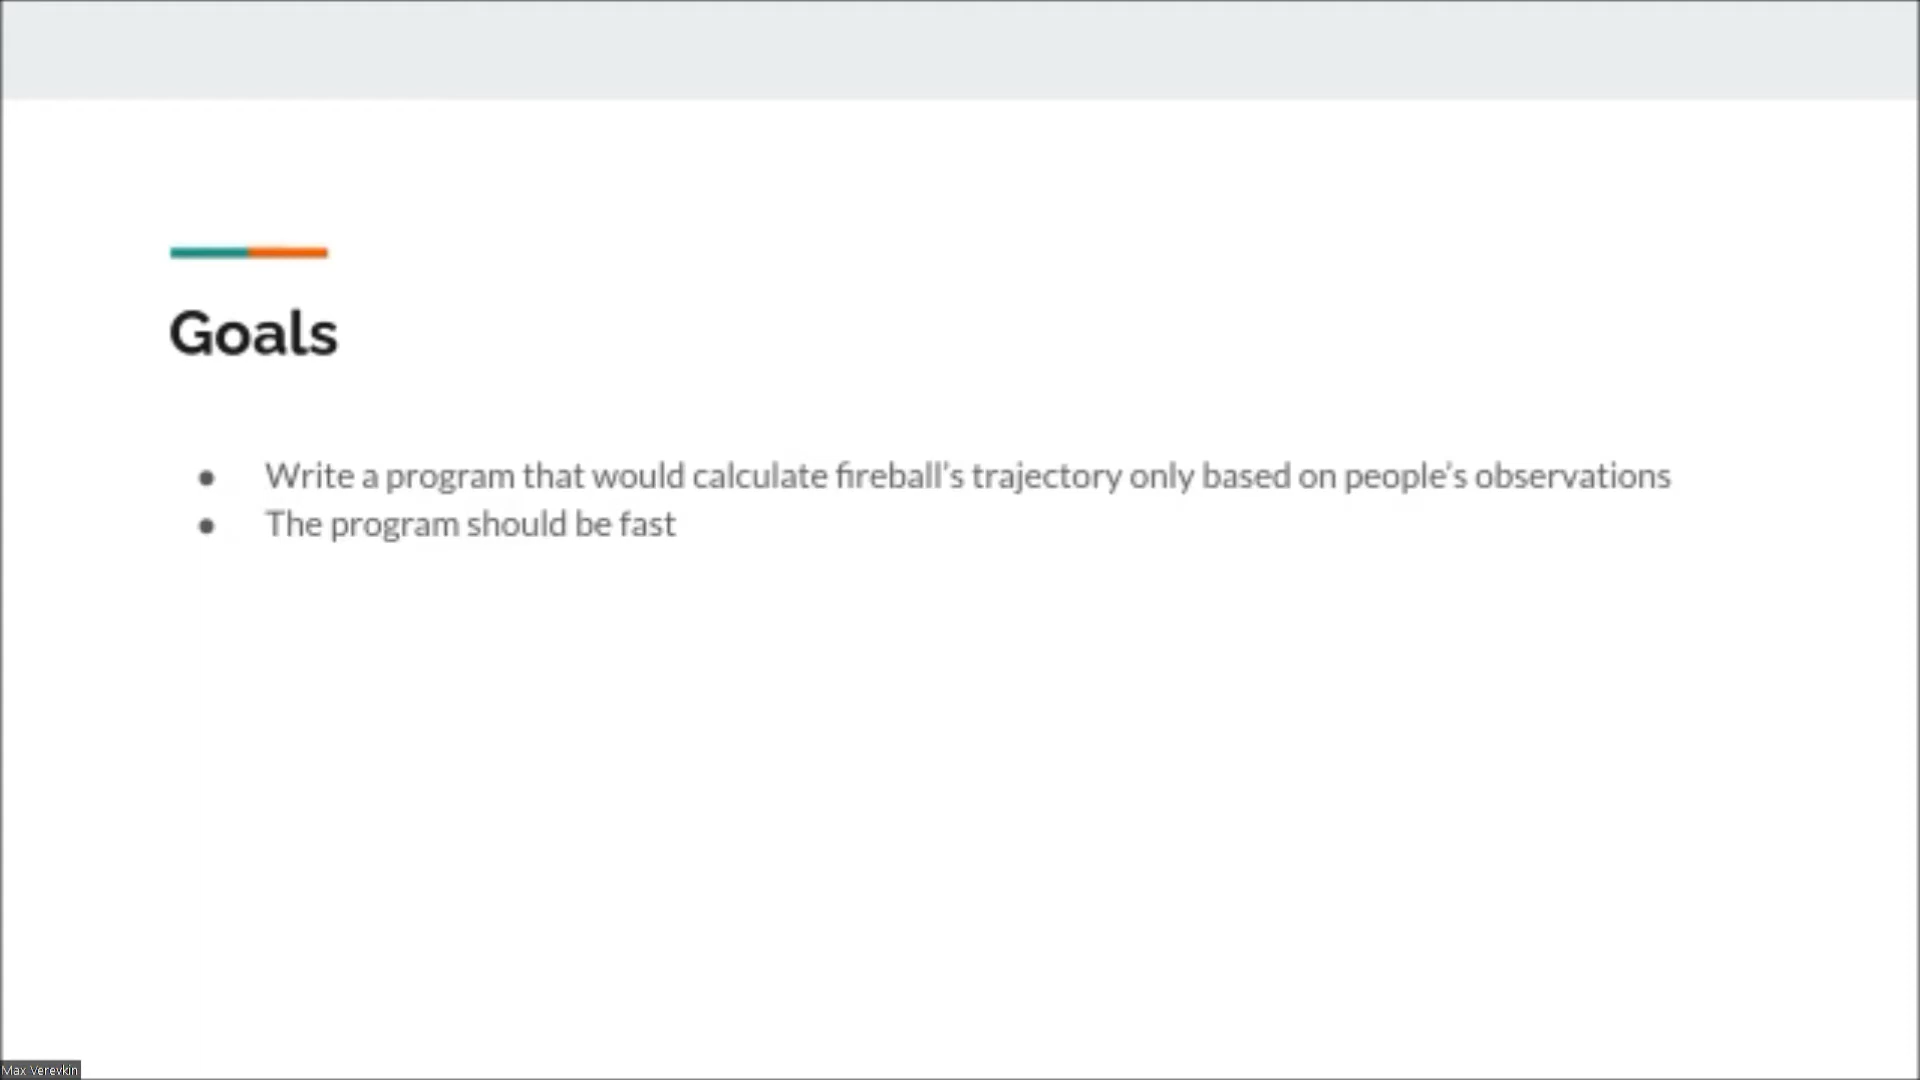 Goals
● Write a program that would calculate fireball’s trajectory only based on people’s observations
● The program should be fast
Max Verevkin